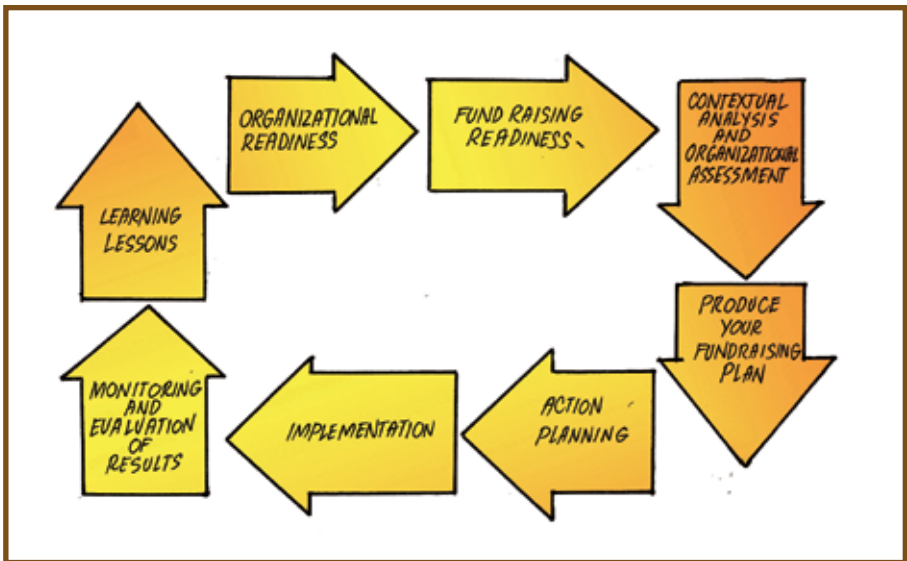 ORGANIZATIONAL
READINESS
FUND RAISING
READINESS
CONTEXTUAL
ANALYSIS
AND
ORGANIZATIONAL
ASSESSMENT
PRODUCE
YOUR
FUNDRAISING
PLAN
ACTION
PLANNING
IMPLEMENTATION
MONITORING
AND
EVALUATION
OF
RESULTS
LEARNING
LESSONS